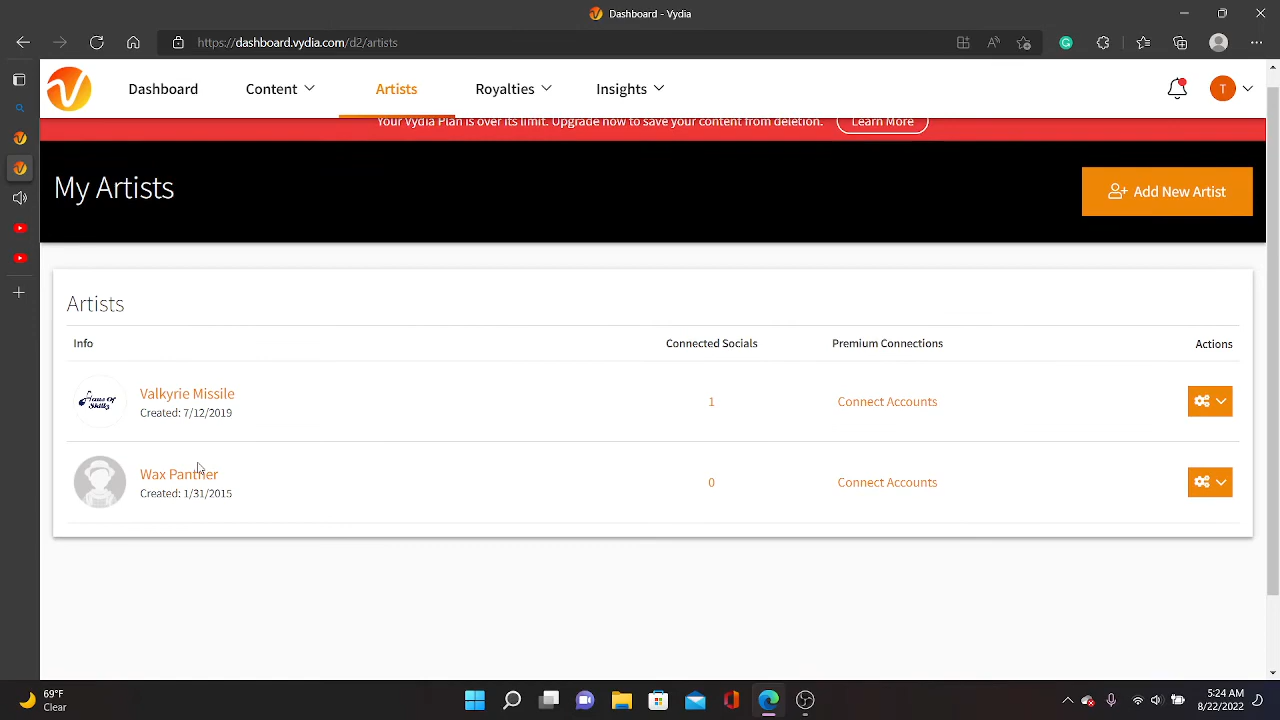 Dashboard - Vydia
https://dashboard.vydia.com/d2/artists
Dashboard Content Artists Royalties Insights T
Your Vydia Plan is over its limit. Upgrade now to save your content from deletion. Learn More
My Artists
Add New Artist
Artists
Info Connected Socials Premium Connections Actions
Haus Of Skillz
Valkyrie Missile
Created: 7/12/2019
1 Connect Accounts
Wax Panther
Created: 1/31/2015
0 Connect Accounts
69°F
Clear
5:24 AM
8/22/2022